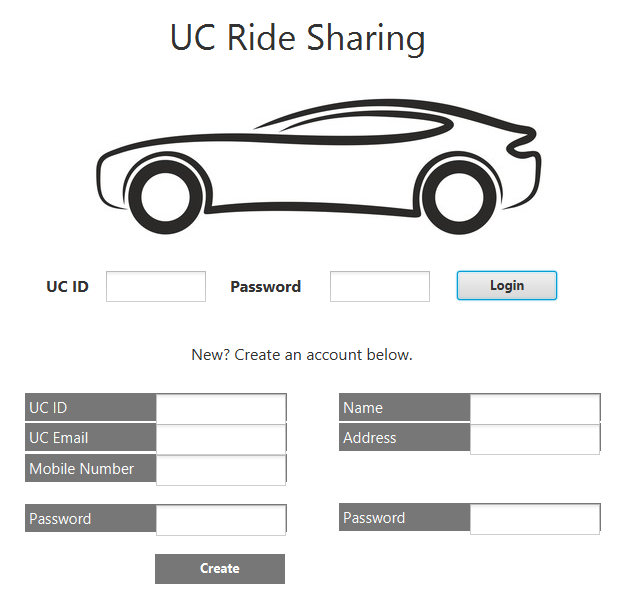 UC Ride Sharing
UC ID Password Login
New? Create an account below.
UC ID Name
UC Email Address
Mobile Number
Password Password
Create